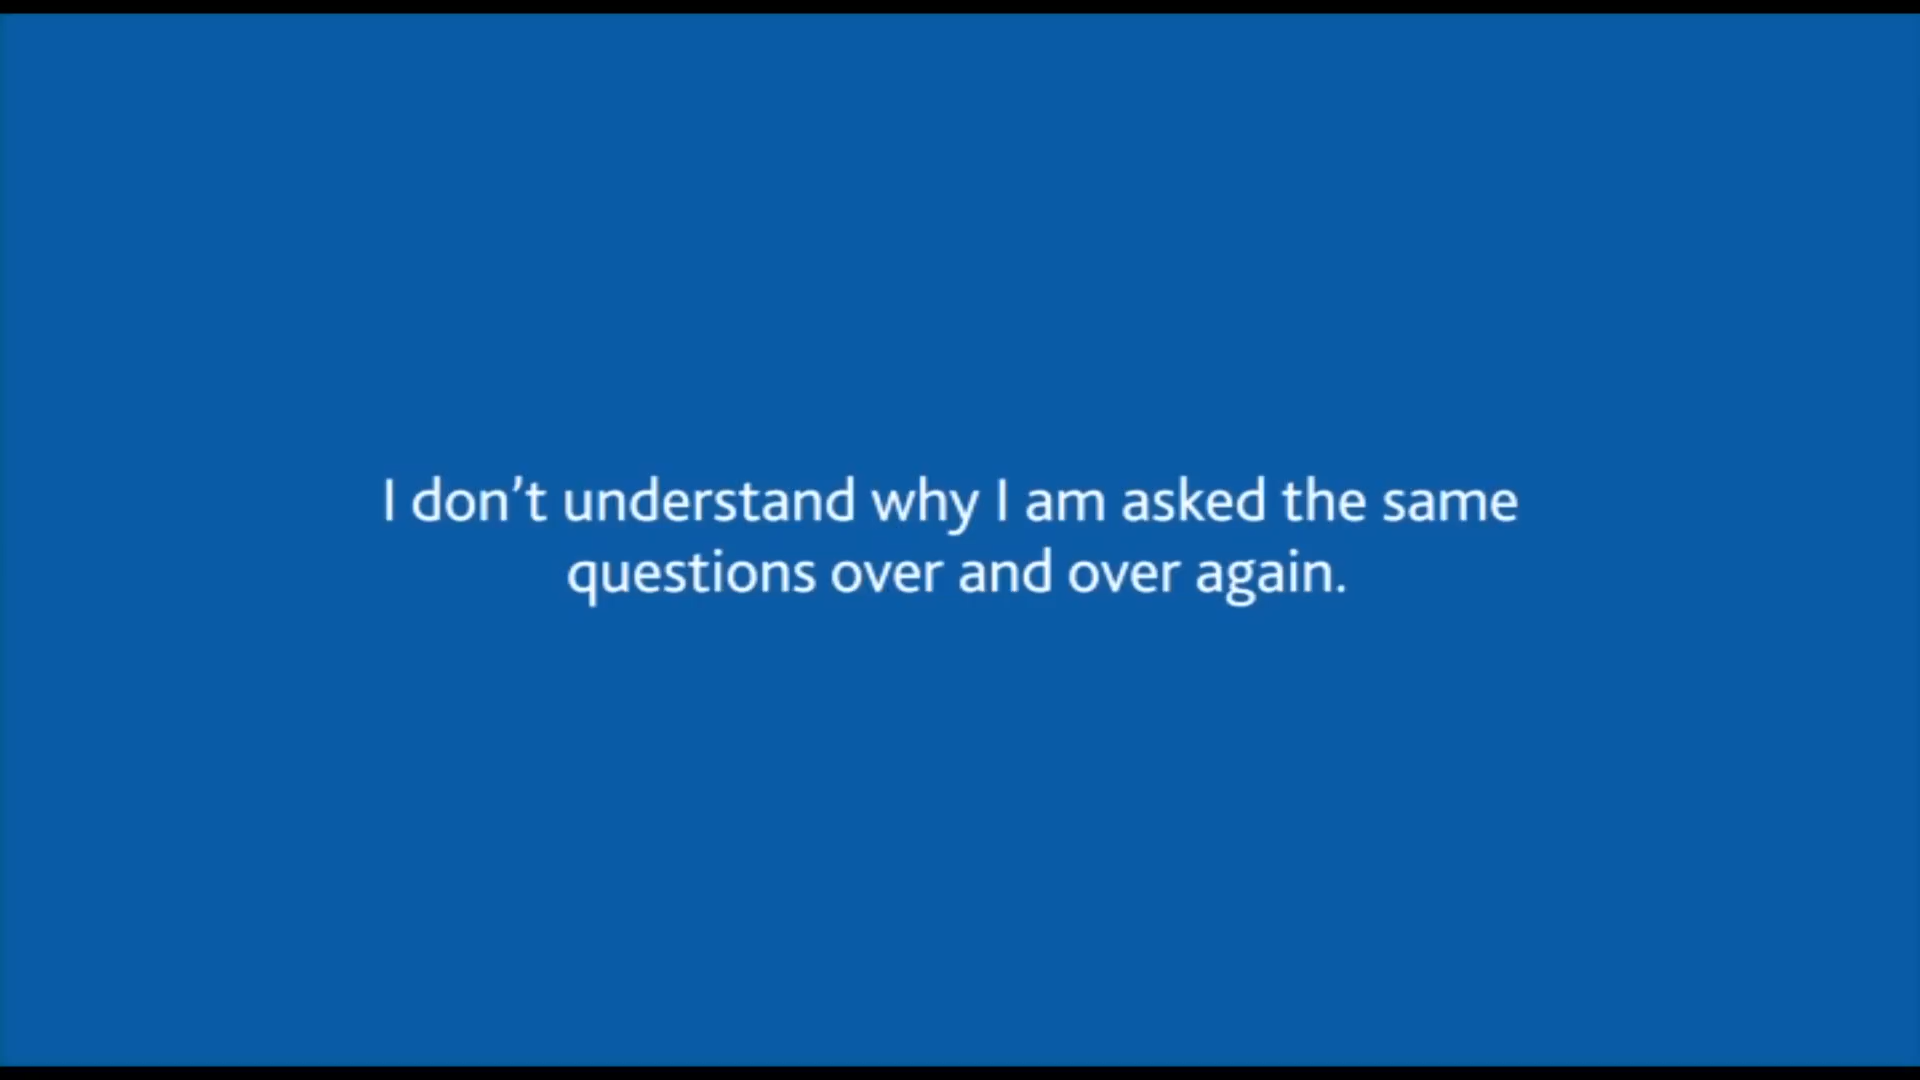 I don’t understand why I am asked the same
questions over and over again.